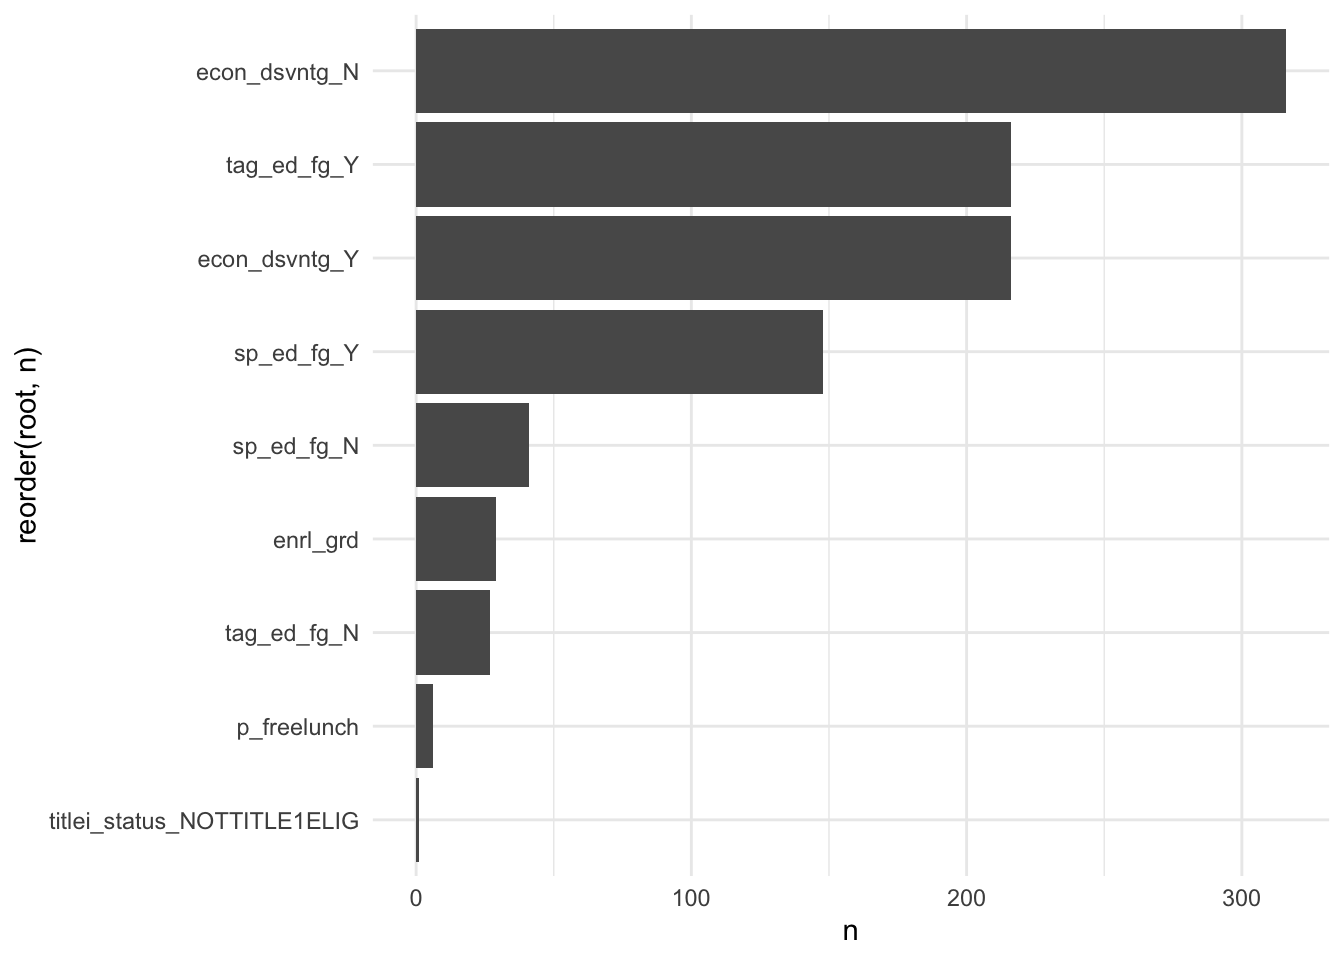 econ_dsvntg_N
tag_ed_fg_Y
econ_dsvntg_Y
sp_ed_fg_Y
sp_ed_fg_N
enrl_grd
tag_ed_fg_N
p_freelunch
titlei_status_NOTTITLE1ELIG
reorder(root, n)
0 100 200 300
n